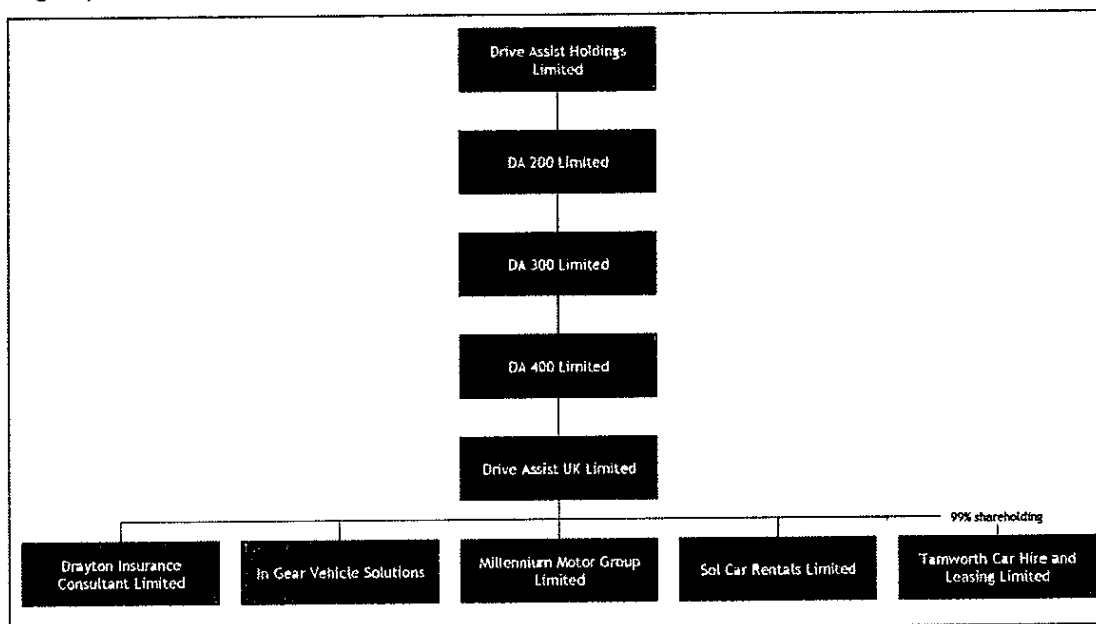 Drive Assist Holdings
Limited
DA 200 Limited
DA 300 Limited
DA 400 Limited
Drive Assist UK Limited
99% shareholding
Drayton Insurance
Consultant Limited
In Gear Vehicle Solutions
Millennium Motor Group
Limited
Sol Car Rentals Limited
Tamworth Car Hire and
Leasing Limited